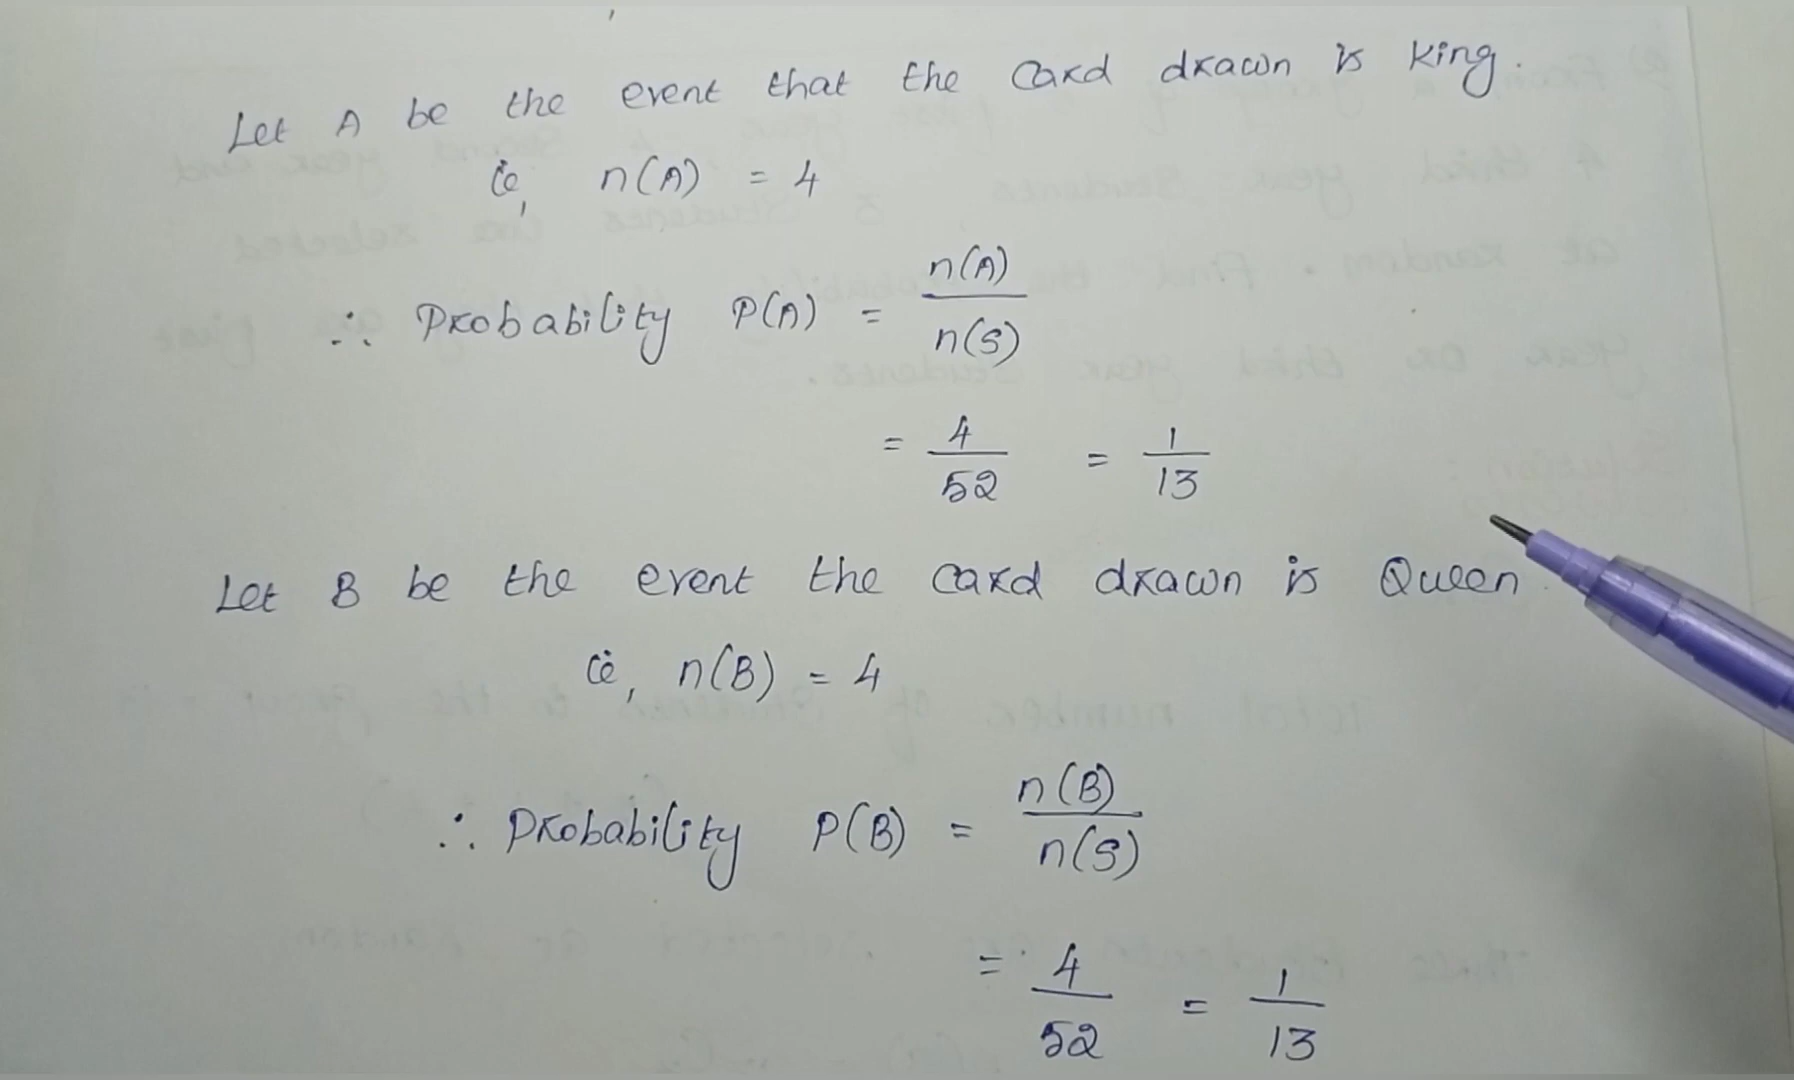 Let A be the event that the card drawn is King.
ie, n(A) = 4
∴ Probability P(A) = n(A) / n(S)
= 4/52 = 1/13
Let B be the event the card drawn is Queen
ie, n(B) = 4
∴ Probability P(B) = n(B) / n(S)
= 4/52 = 1/13